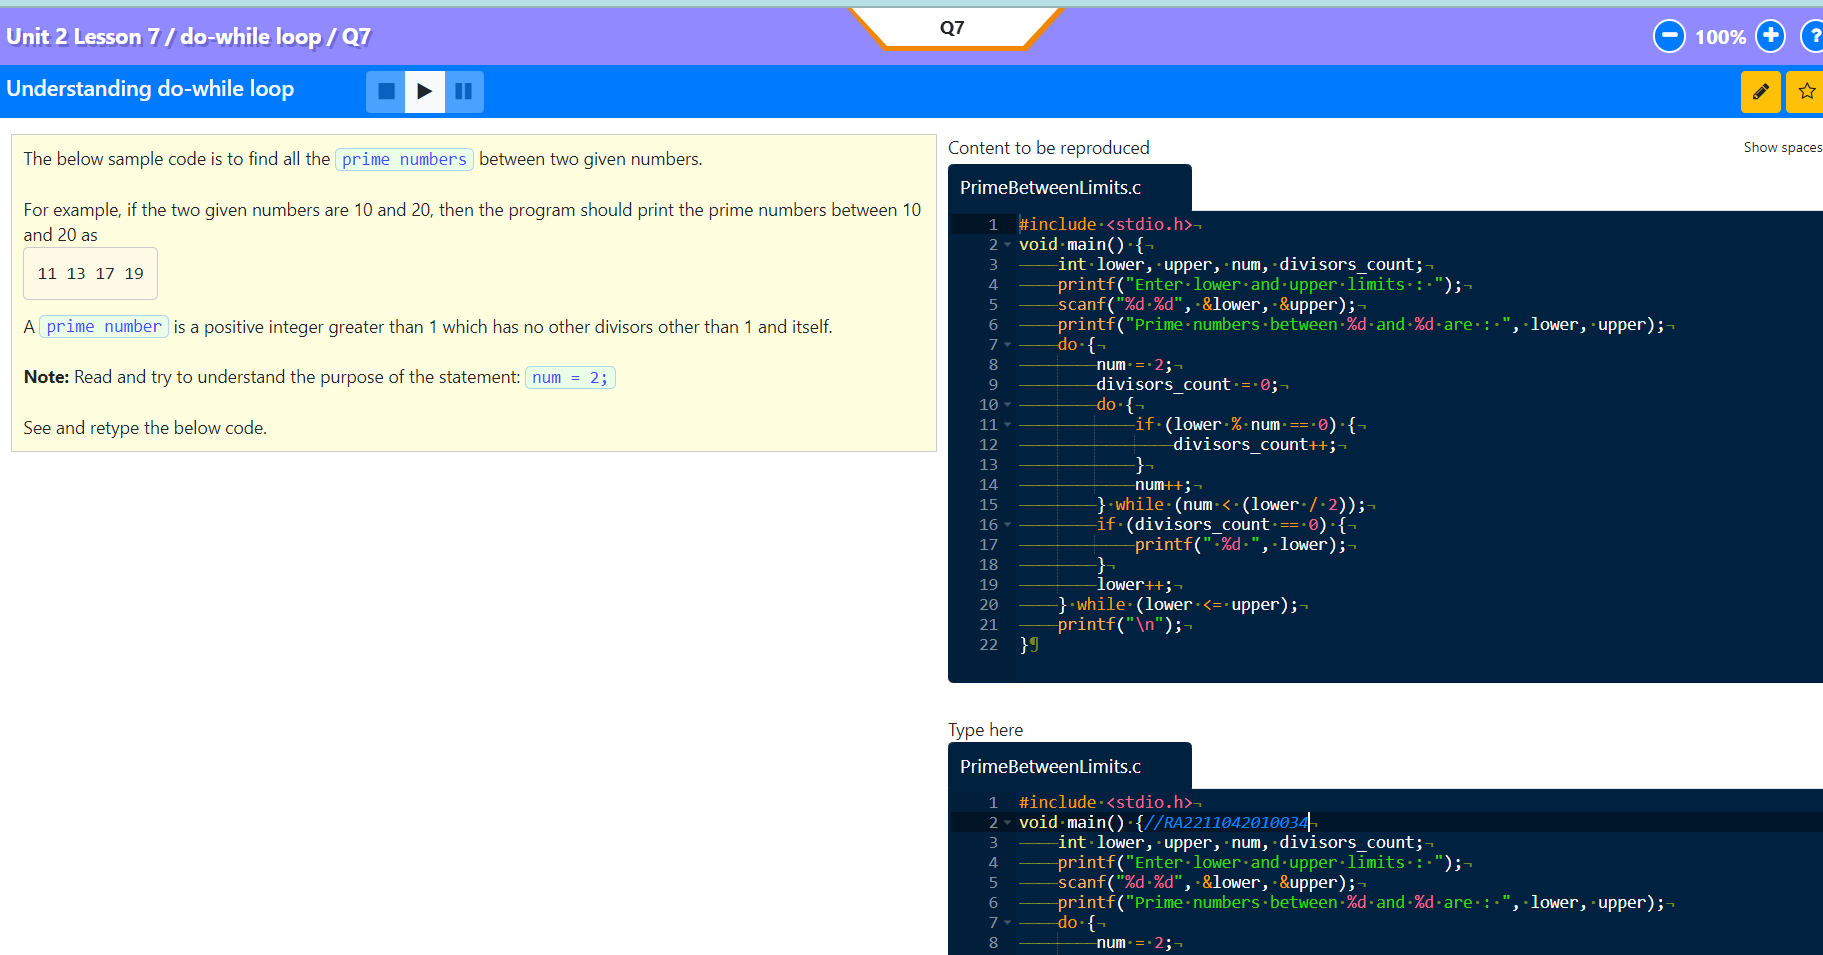 Q7
Unit 2 Lesson 7 / do-while loop / Q7
100%
?
Understanding do-while loop
The below sample code is to find all the prime numbers between two given numbers.
For example, if the two given numbers are 10 and 20, then the program should print the prime numbers between 10
and 20 as
11 13 17 19
A prime number is a positive integer greater than 1 which has no other divisors other than 1 and itself.
Note: Read and try to understand the purpose of the statement: num = 2;
See and retype the below code.
Content to be reproduced
Show spaces
PrimeBetweenLimits.c
1 #include <stdio.h>
2 void main() {
3 int lower, upper, num, divisors_count;
4 printf("Enter lower and upper limits : ");
5 scanf("%d %d", &lower, &upper);
6 printf("Prime numbers between %d and %d are : ", lower, upper);
7 do {
8 num = 2;
9 divisors_count = 0;
10 do {
11 if (lower % num == 0) {
12 divisors_count++;
13 }
14 num++;
15 } while (num < (lower / 2));
16 if (divisors_count == 0) {
17 printf(" %d ", lower);
18 }
19 lower++;
20 } while (lower <= upper);
21 printf("\n");
22 }
Type here
PrimeBetweenLimits.c
1 #include <stdio.h>
2 void main() {//RA2211042010034
3 int lower, upper, num, divisors_count;
4 printf("Enter lower and upper limits : ");
5 scanf("%d %d", &lower, &upper);
6 printf("Prime numbers between %d and %d are : ", lower, upper);
7 do {
8 num = 2;